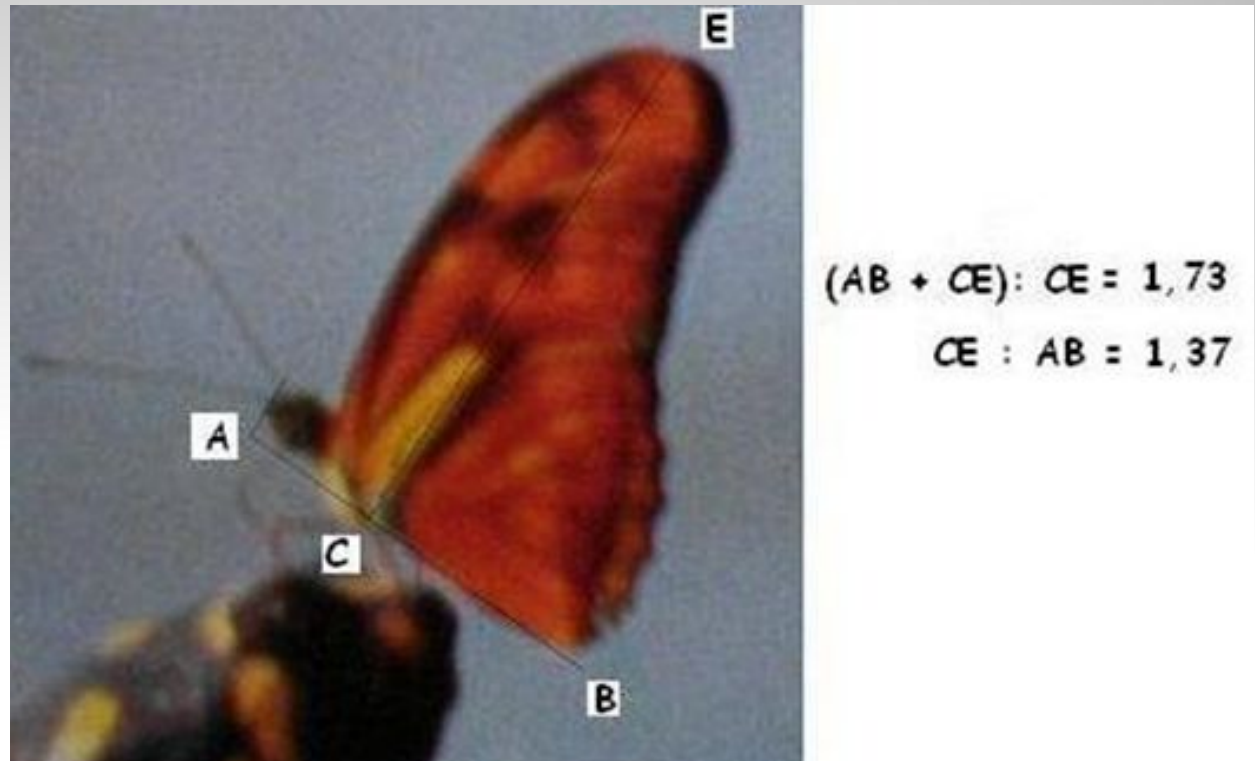 E
(AB + CE): CE = 1,73
CE : AB = 1,37
A
C
B